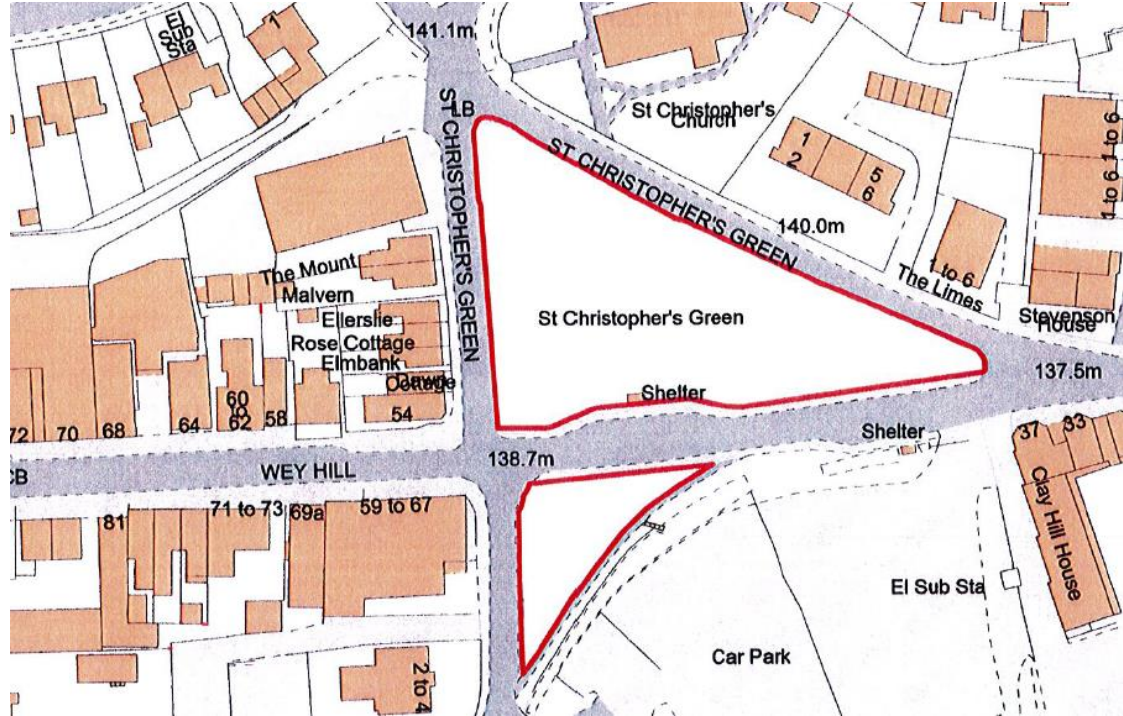 El
Sub
Sta
1
141.1m
LB
ST CHRISTOPHER'S GREEN
St Christopher's
Church
ST CHRISTOPHER'S GREEN
1
2
5
6
140.0m
1 to 6
1 to 6
1 to 6
The Limes
Stevenson
House
137.5m
The Mount
Malvern
Ellerslie
Rose Cottage
Elmbank
Dawn
Cottage
54
St Christopher's Green
Shelter
72
70
68
64
60
to
62
58
Shelter
37
33
Clay Hill House
CB
WEY HILL
138.7m
81
71 to 73
69a
59 to 67
El Sub Sta
Car Park
2 to 4